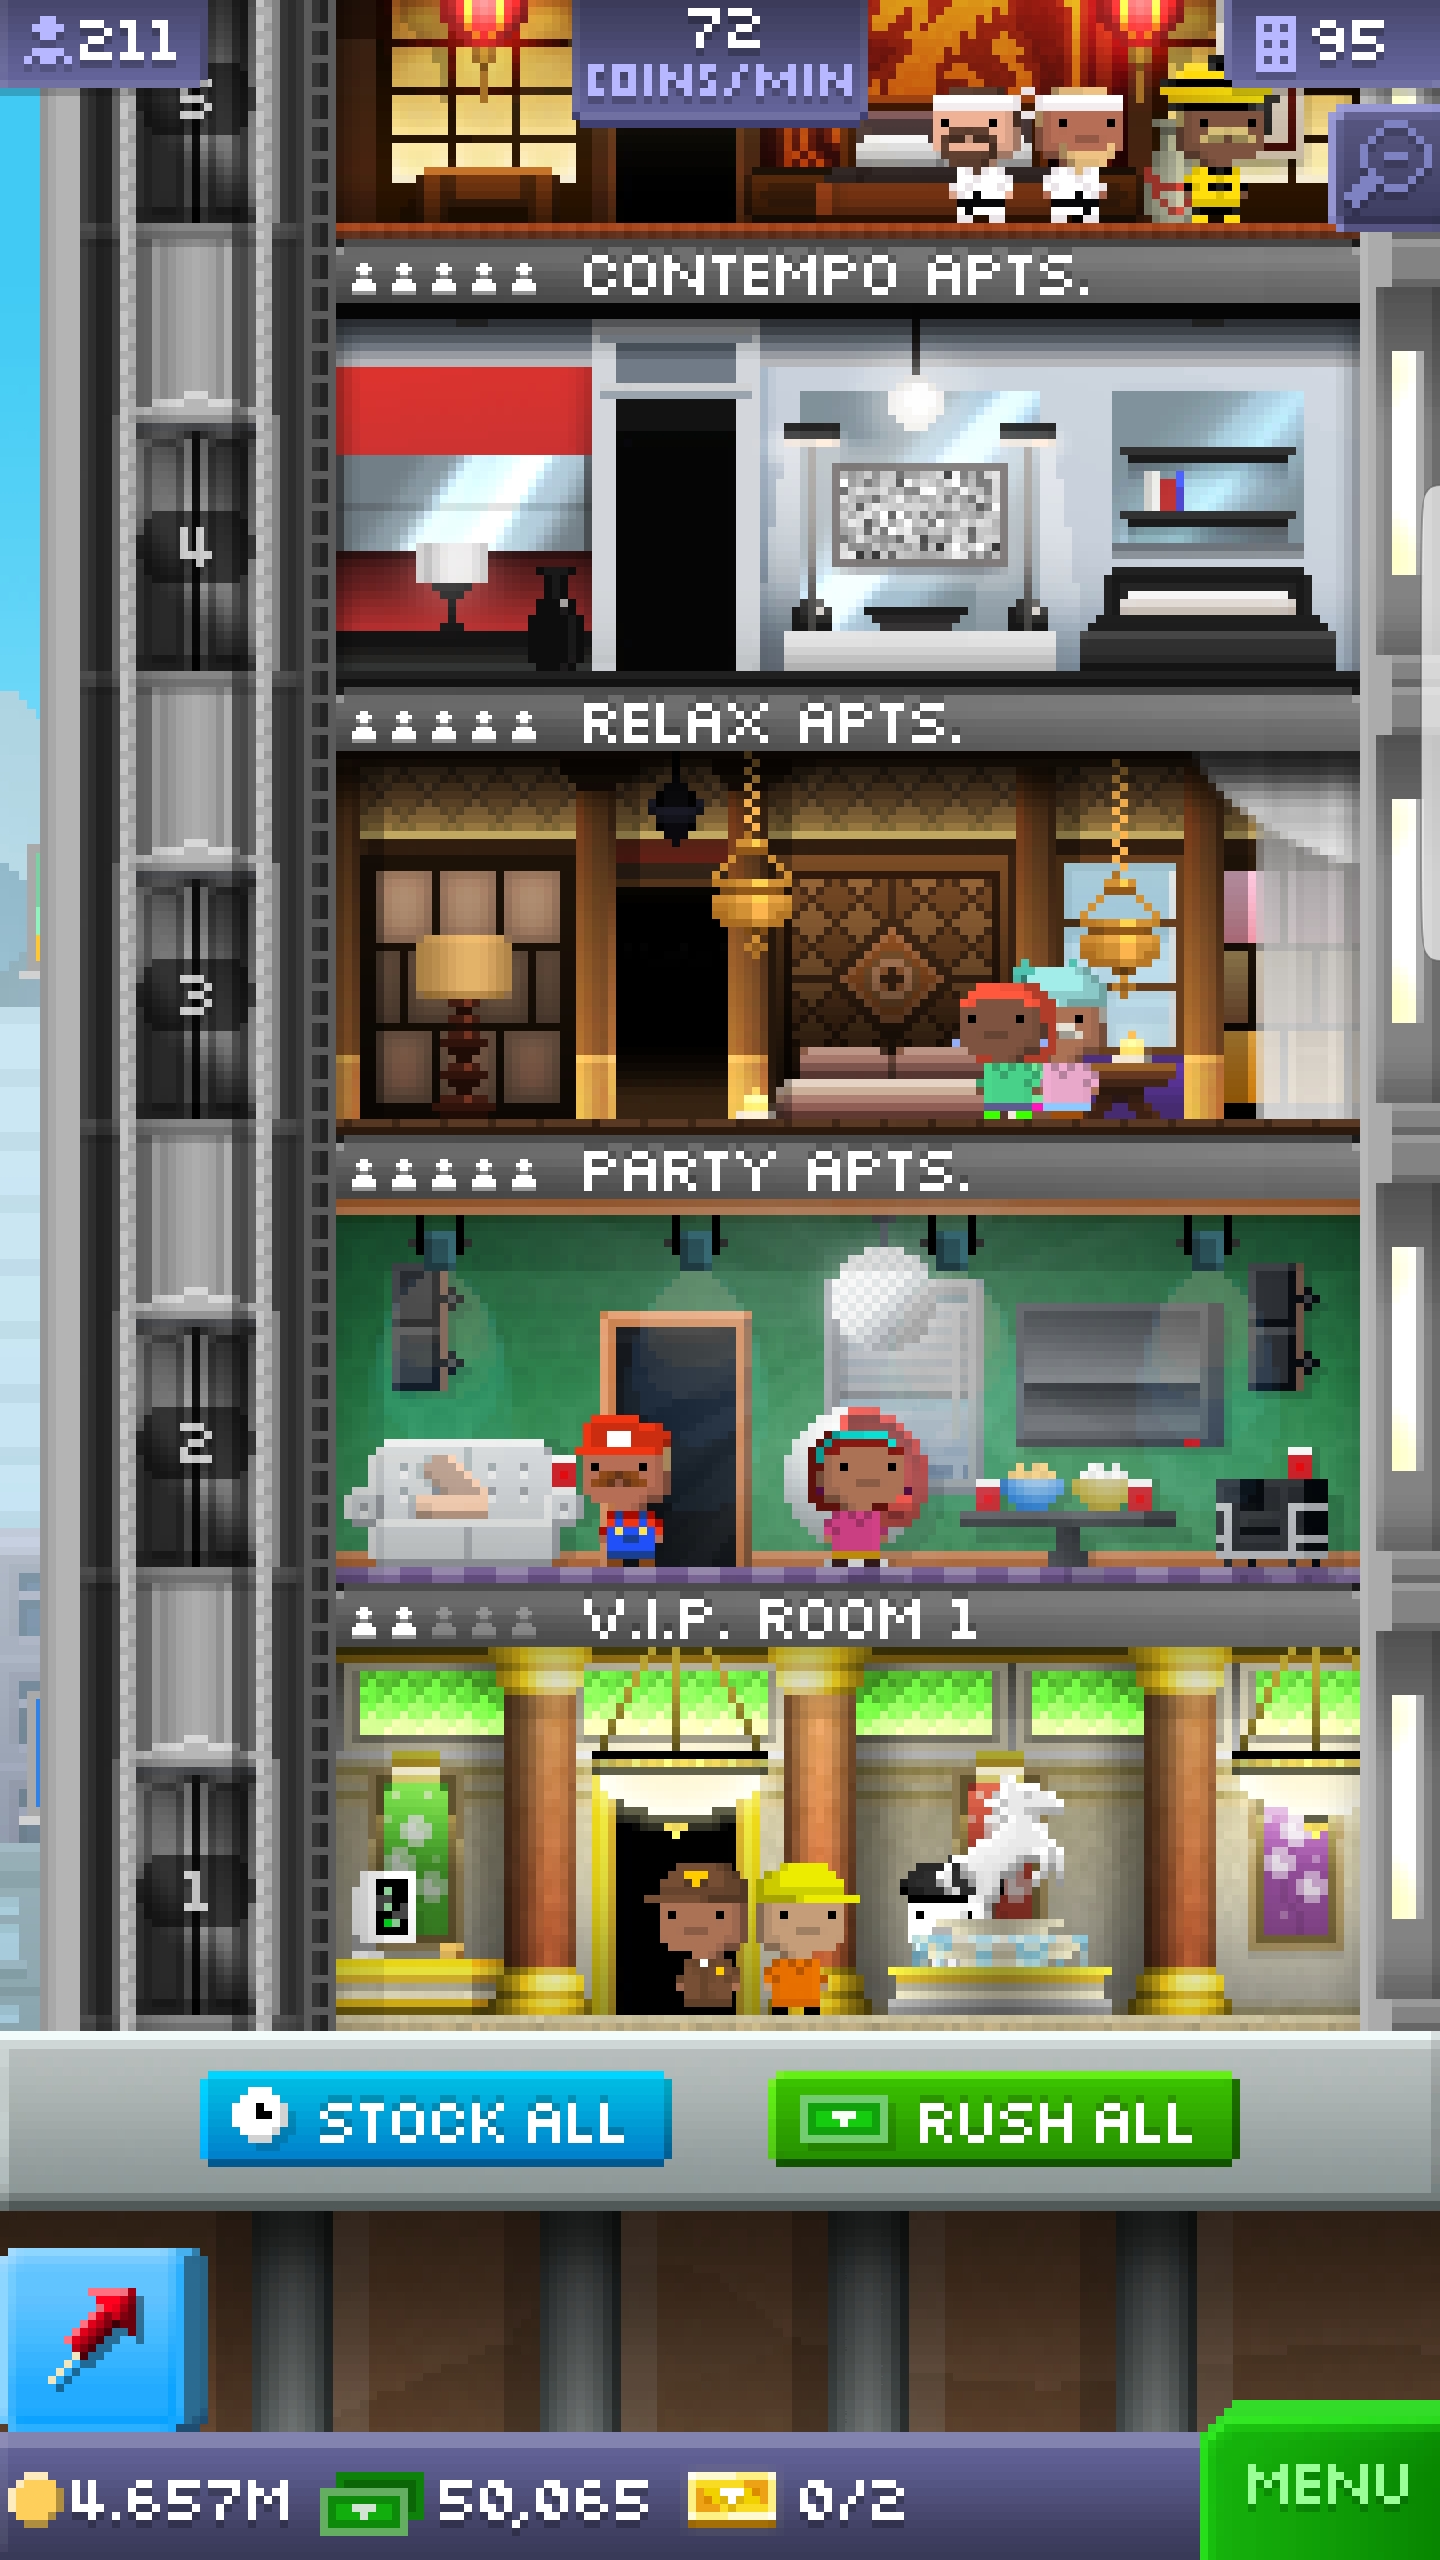 211
72
COINS/MIN
95
5
CONTEMPO APTS.
4
RELAX APTS.
3
PARTY APTS.
2
V.I.P. ROOM 1
1
STOCK ALL
RUSH ALL
4.657M
50,065
0/2
MENU